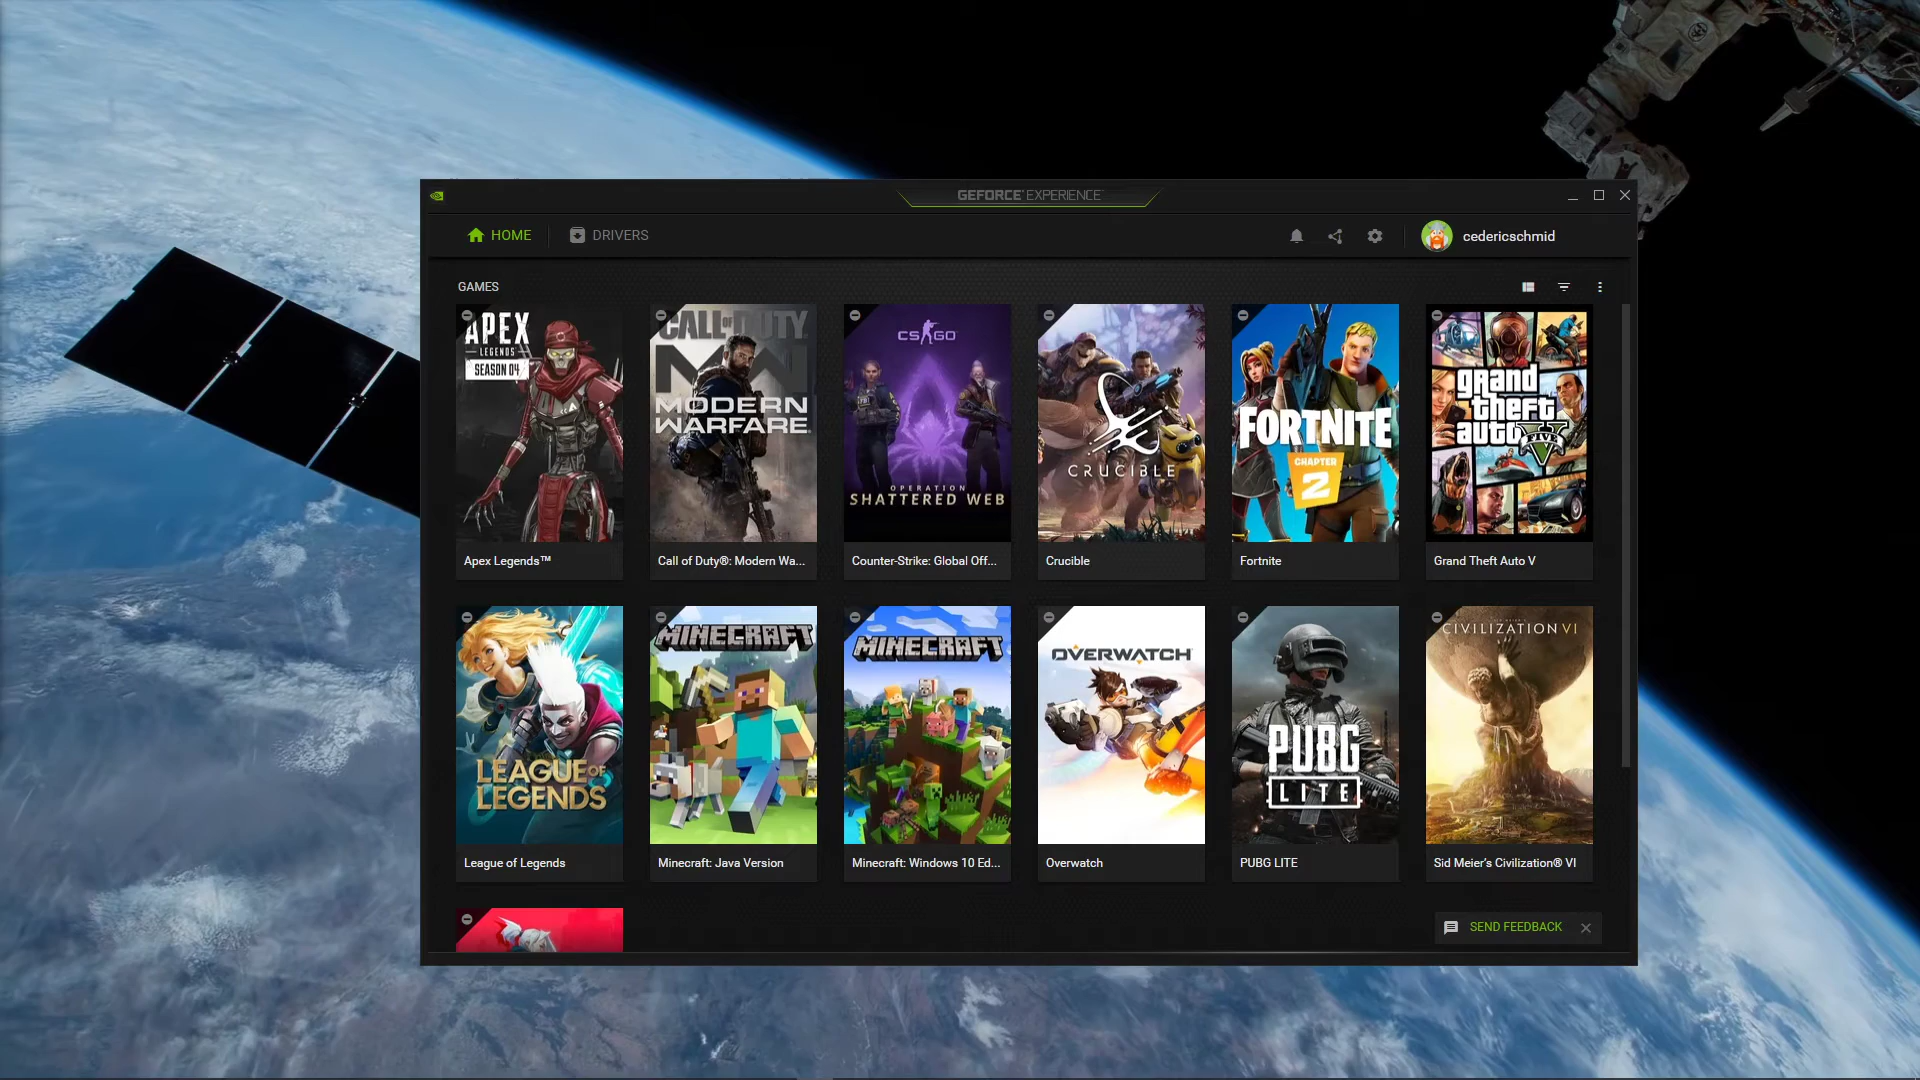 GEFORCE EXPERIENCE
HOME
DRIVERS
cedericschmid
GAMES
APEX
LEGENDS
SEASON 04
CALL OF DUTY
MW
MODERN
WARFARE
CS GO
OPERATION
SHATTERED WEB
CRUCIBLE
FORTNITE
CHAPTER
2
grand
theft
auto
V
FIVE
Apex Legends™
Call of Duty®: Modern Wa...
Counter-Strike: Global Off...
Crucible
Fortnite
Grand Theft Auto V
LEAGUE OF
LEGENDS
MINECRAFT
MINECRAFT
OVERWATCH
PUBG
LITE
CIVILIZATION VI
League of Legends
Minecraft: Java Version
Minecraft: Windows 10 Ed...
Overwatch
PUBG LITE
Sid Meier's Civilization® VI
SEND FEEDBACK